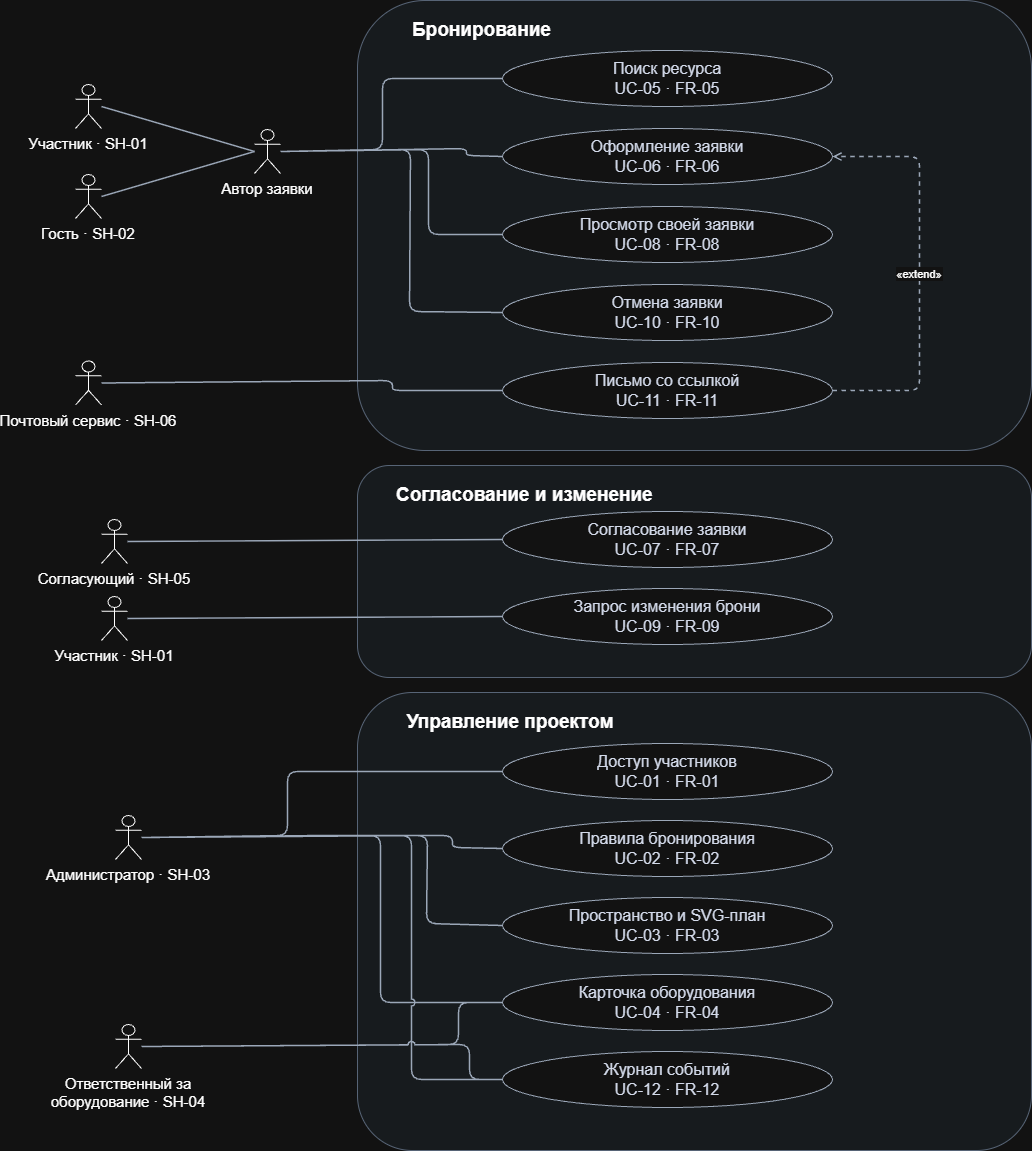 Бронирование
Поиск ресурса
UC-05 · FR-05
Участник · SH-01
Оформление заявки
UC-06 · FR-06
Автор заявки
Гость · SH-02
Просмотр своей заявки
UC-08 · FR-08
«extend»
Отмена заявки
UC-10 · FR-10
Письмо со ссылкой
UC-11 · FR-11
Почтовый сервис · SH-06
Согласование и изменение
Согласование заявки
UC-07 · FR-07
Согласующий · SH-05
Запрос изменения брони
UC-09 · FR-09
Участник · SH-01
Управление проектом
Доступ участников
UC-01 · FR-01
Правила бронирования
UC-02 · FR-02
Администратор · SH-03
Пространство и SVG-план
UC-03 · FR-03
Карточка оборудования
UC-04 · FR-04
Журнал событий
UC-12 · FR-12
Ответственный за
оборудование · SH-04